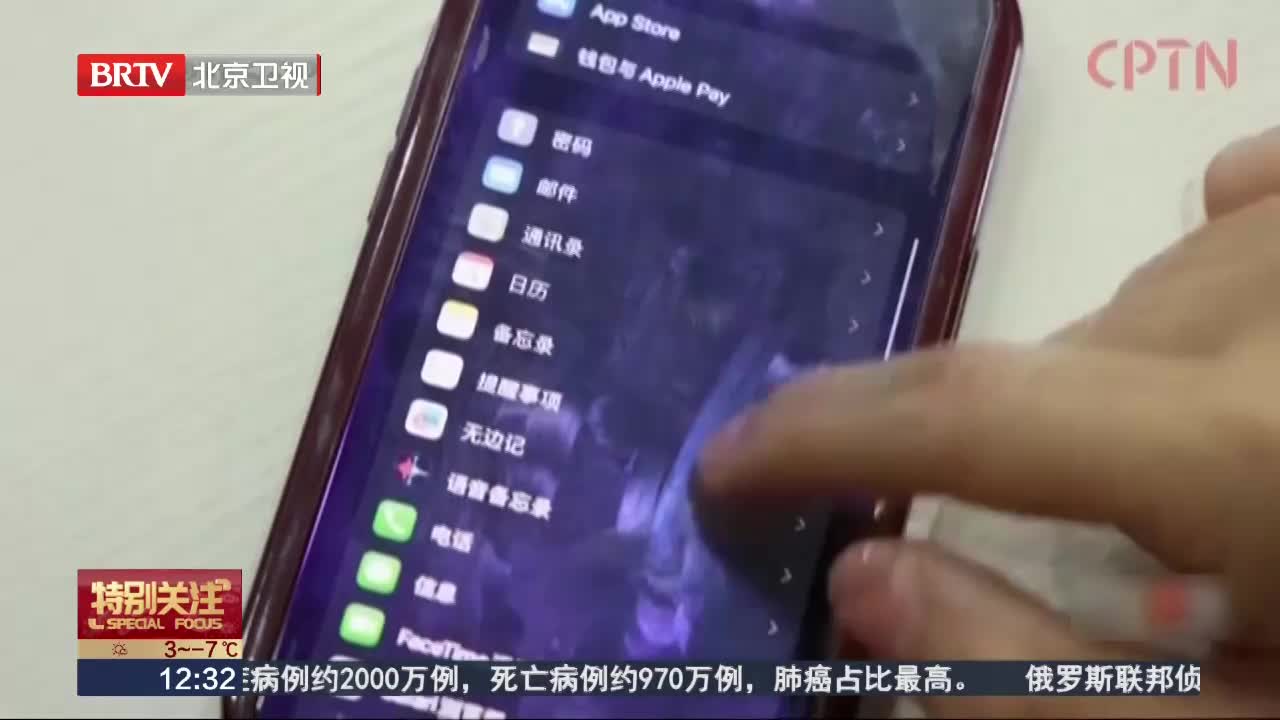 App Store
BRTV 北京卫视
CPTN
钱包与 Apple Pay
密码
邮件
通讯录
日历
备忘录
提醒事项
无边记
语音备忘录
电话
信息
FaceTime
特别关注
SPECIAL FOCUS
3~-7℃
12:32 病例约2000万例，死亡病例约970万例，肺癌占比最高。 俄罗斯联邦侦